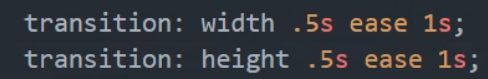 transition: width .5s ease 1s;
transition: height .5s ease 1s;